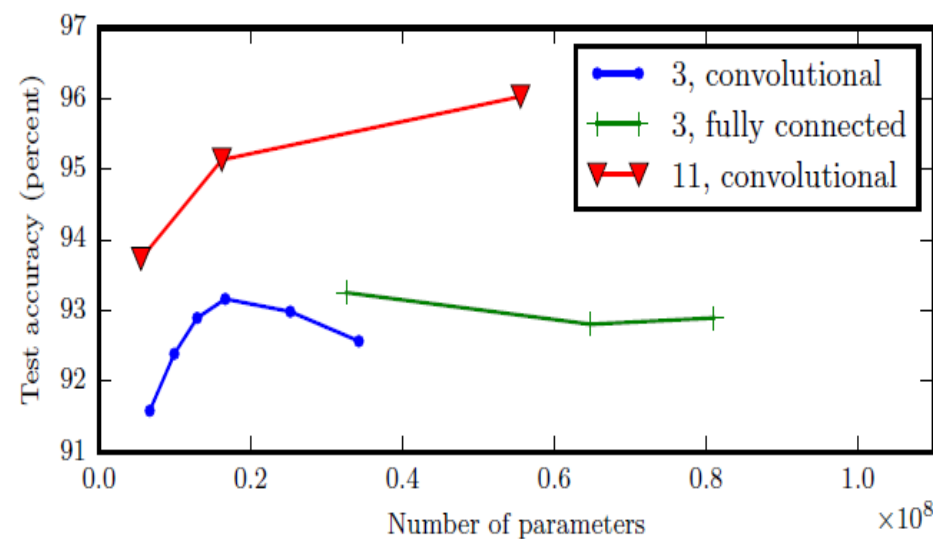 97
96
95
94
93
92
91
Test accuracy (percent)
3, convolutional
3, fully connected
11, convolutional
0.0 0.2 0.4 0.6 0.8 1.0
×10⁸
Number of parameters